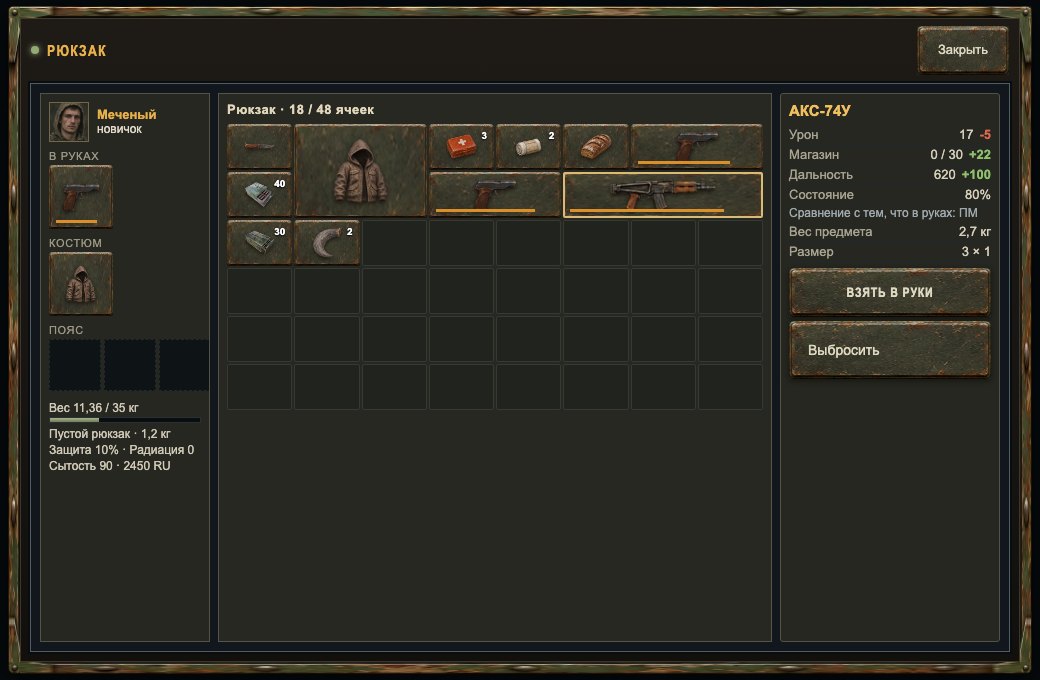 РЮКЗАК
Закрыть
Меченый
новичок
В РУКАХ
КОСТЮМ
ПОЯС
Вес 11,36 / 35 кг
Пустой рюкзак · 1,2 кг
Защита 10% · Радиация 0
Сытость 90 · 2450 RU
Рюкзак · 18 / 48 ячеек
3
2
40
30
2
АКС-74У
Урон 17 -5
Магазин 0 / 30 +22
Дальность 620 +100
Состояние 80%
Сравнение с тем, что в руках: ПМ
Вес предмета 2,7 кг
Размер 3 × 1
ВЗЯТЬ В РУКИ
Выбросить